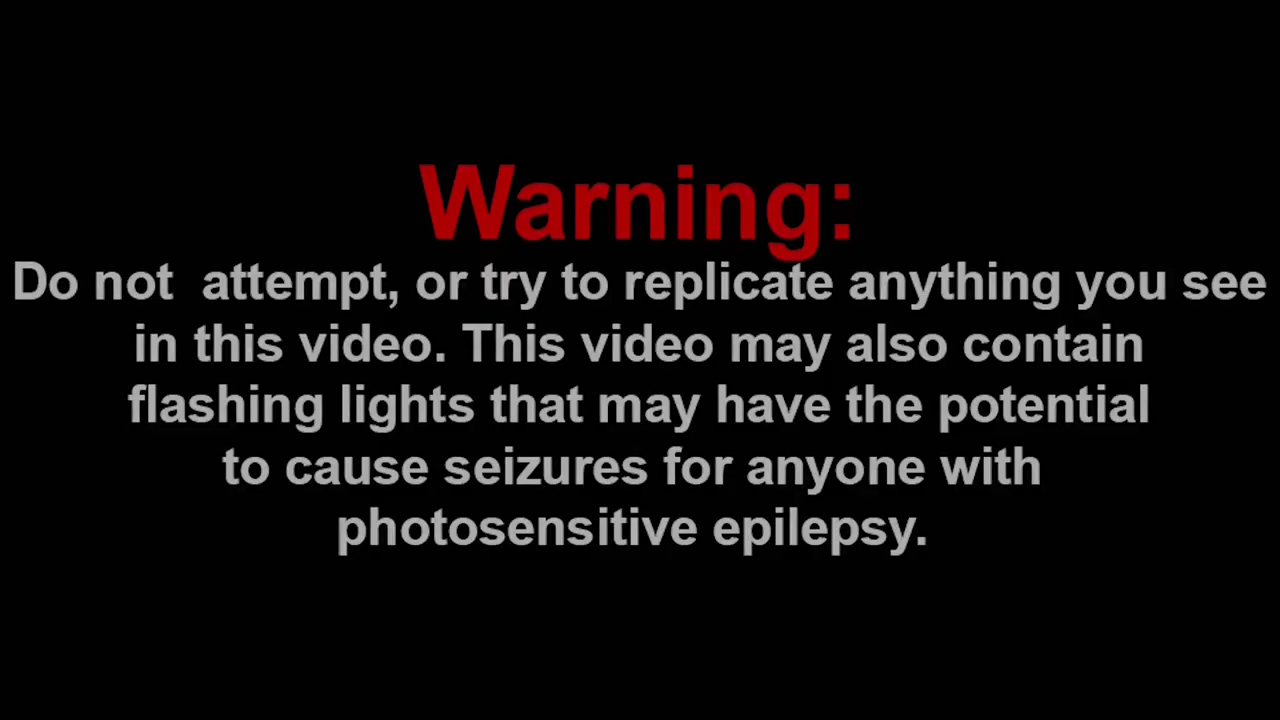 Warning:
Do not  attempt, or try to replicate anything you see
in this video. This video may also contain
flashing lights that may have the potential
to cause seizures for anyone with
photosensitive epilepsy.